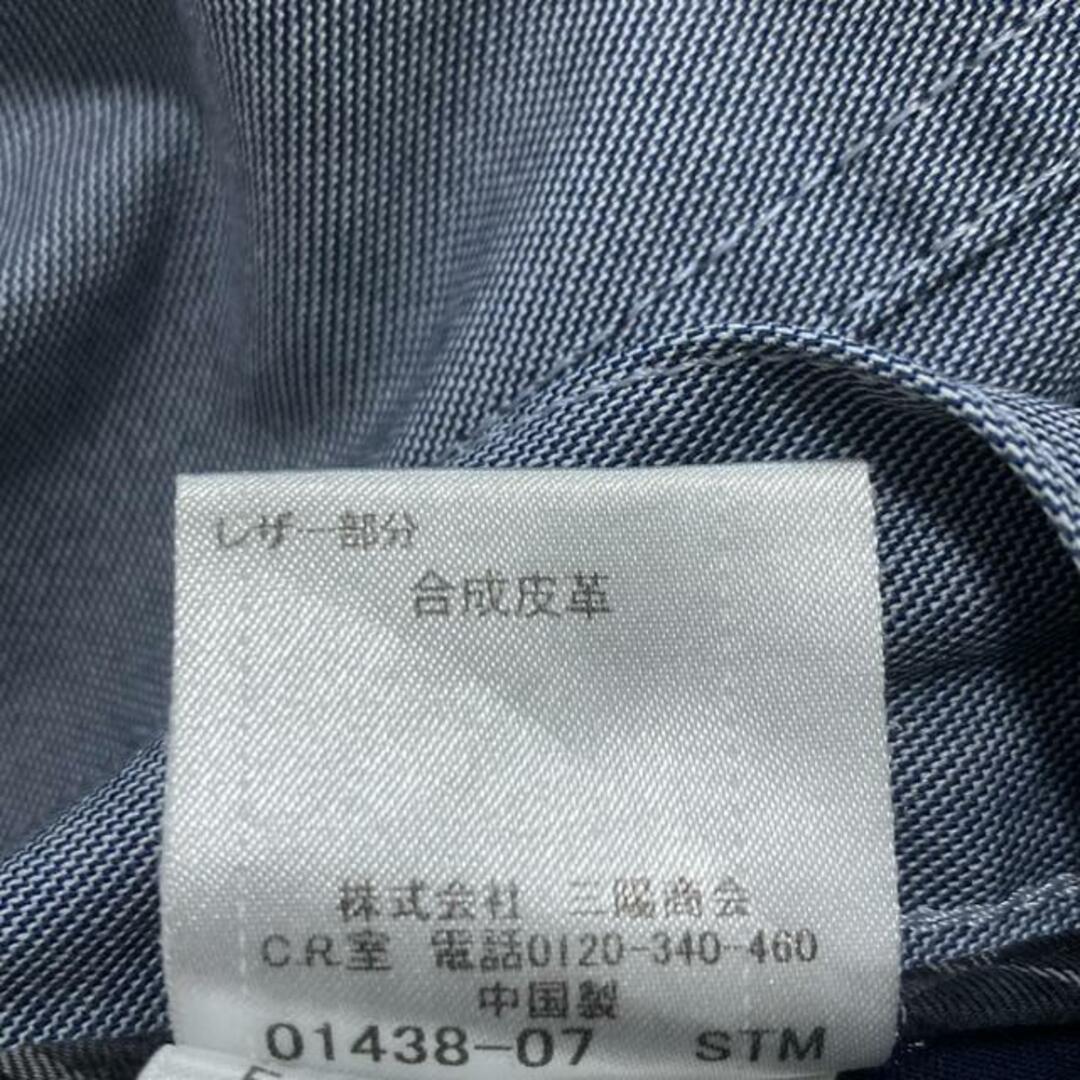 レザー部分
合成皮革
株式会社 三陽商会
C.R.室 電話0120-340-460
中国製
01438-07 STM